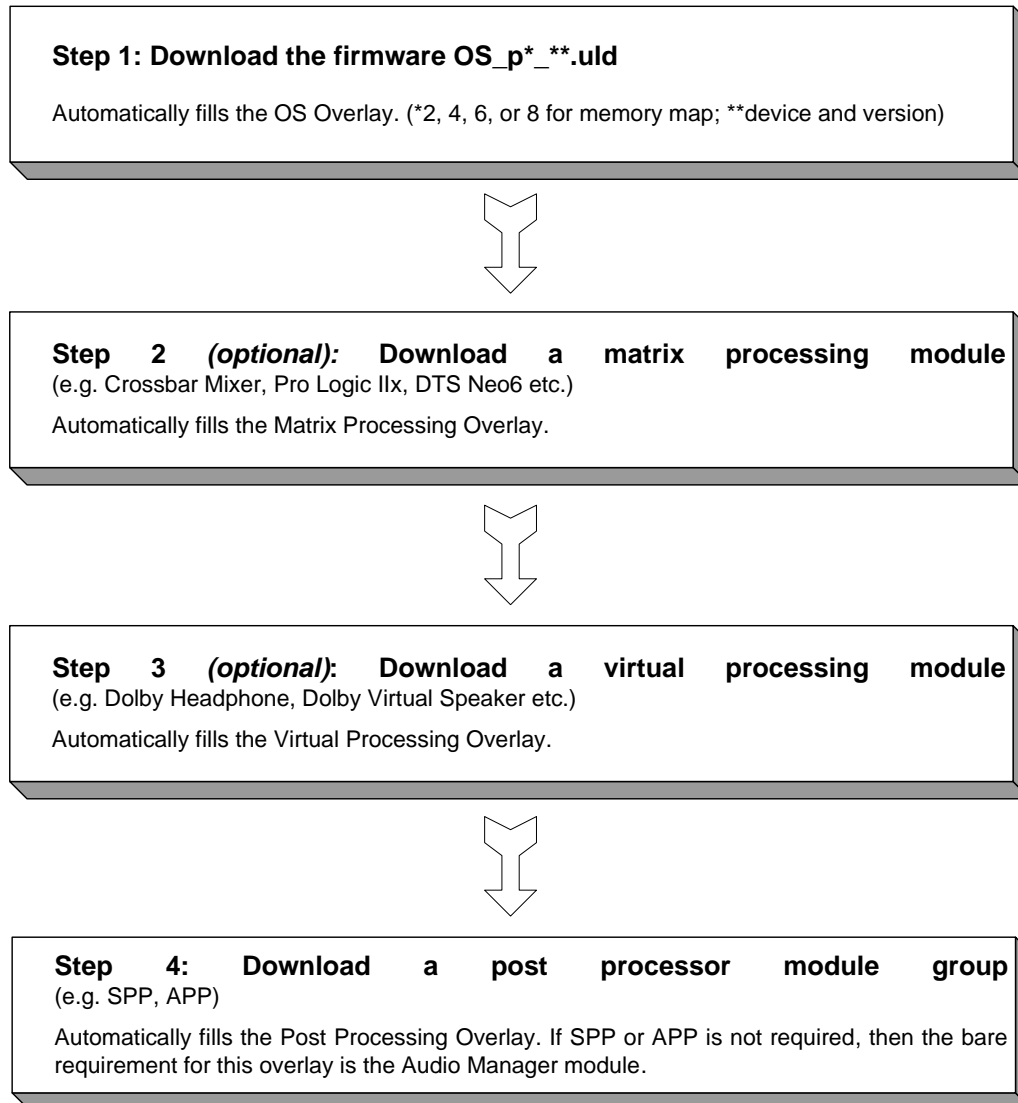 Step 1: Download the firmware OS_p*_**.uld
Automatically fills the OS Overlay. (*2, 4, 6, or 8 for memory map; **device and version)
Step 2 (optional): Download a matrix processing module
(e.g. Crossbar Mixer, Pro Logic IIx, DTS Neo6 etc.)
Automatically fills the Matrix Processing Overlay.
Step 3 (optional): Download a virtual processing module
(e.g. Dolby Headphone, Dolby Virtual Speaker etc.)
Automatically fills the Virtual Processing Overlay.
Step 4: Download a post processor module group
(e.g. SPP, APP)
Automatically fills the Post Processing Overlay. If SPP or APP is not required, then the bare
requirement for this overlay is the Audio Manager module.